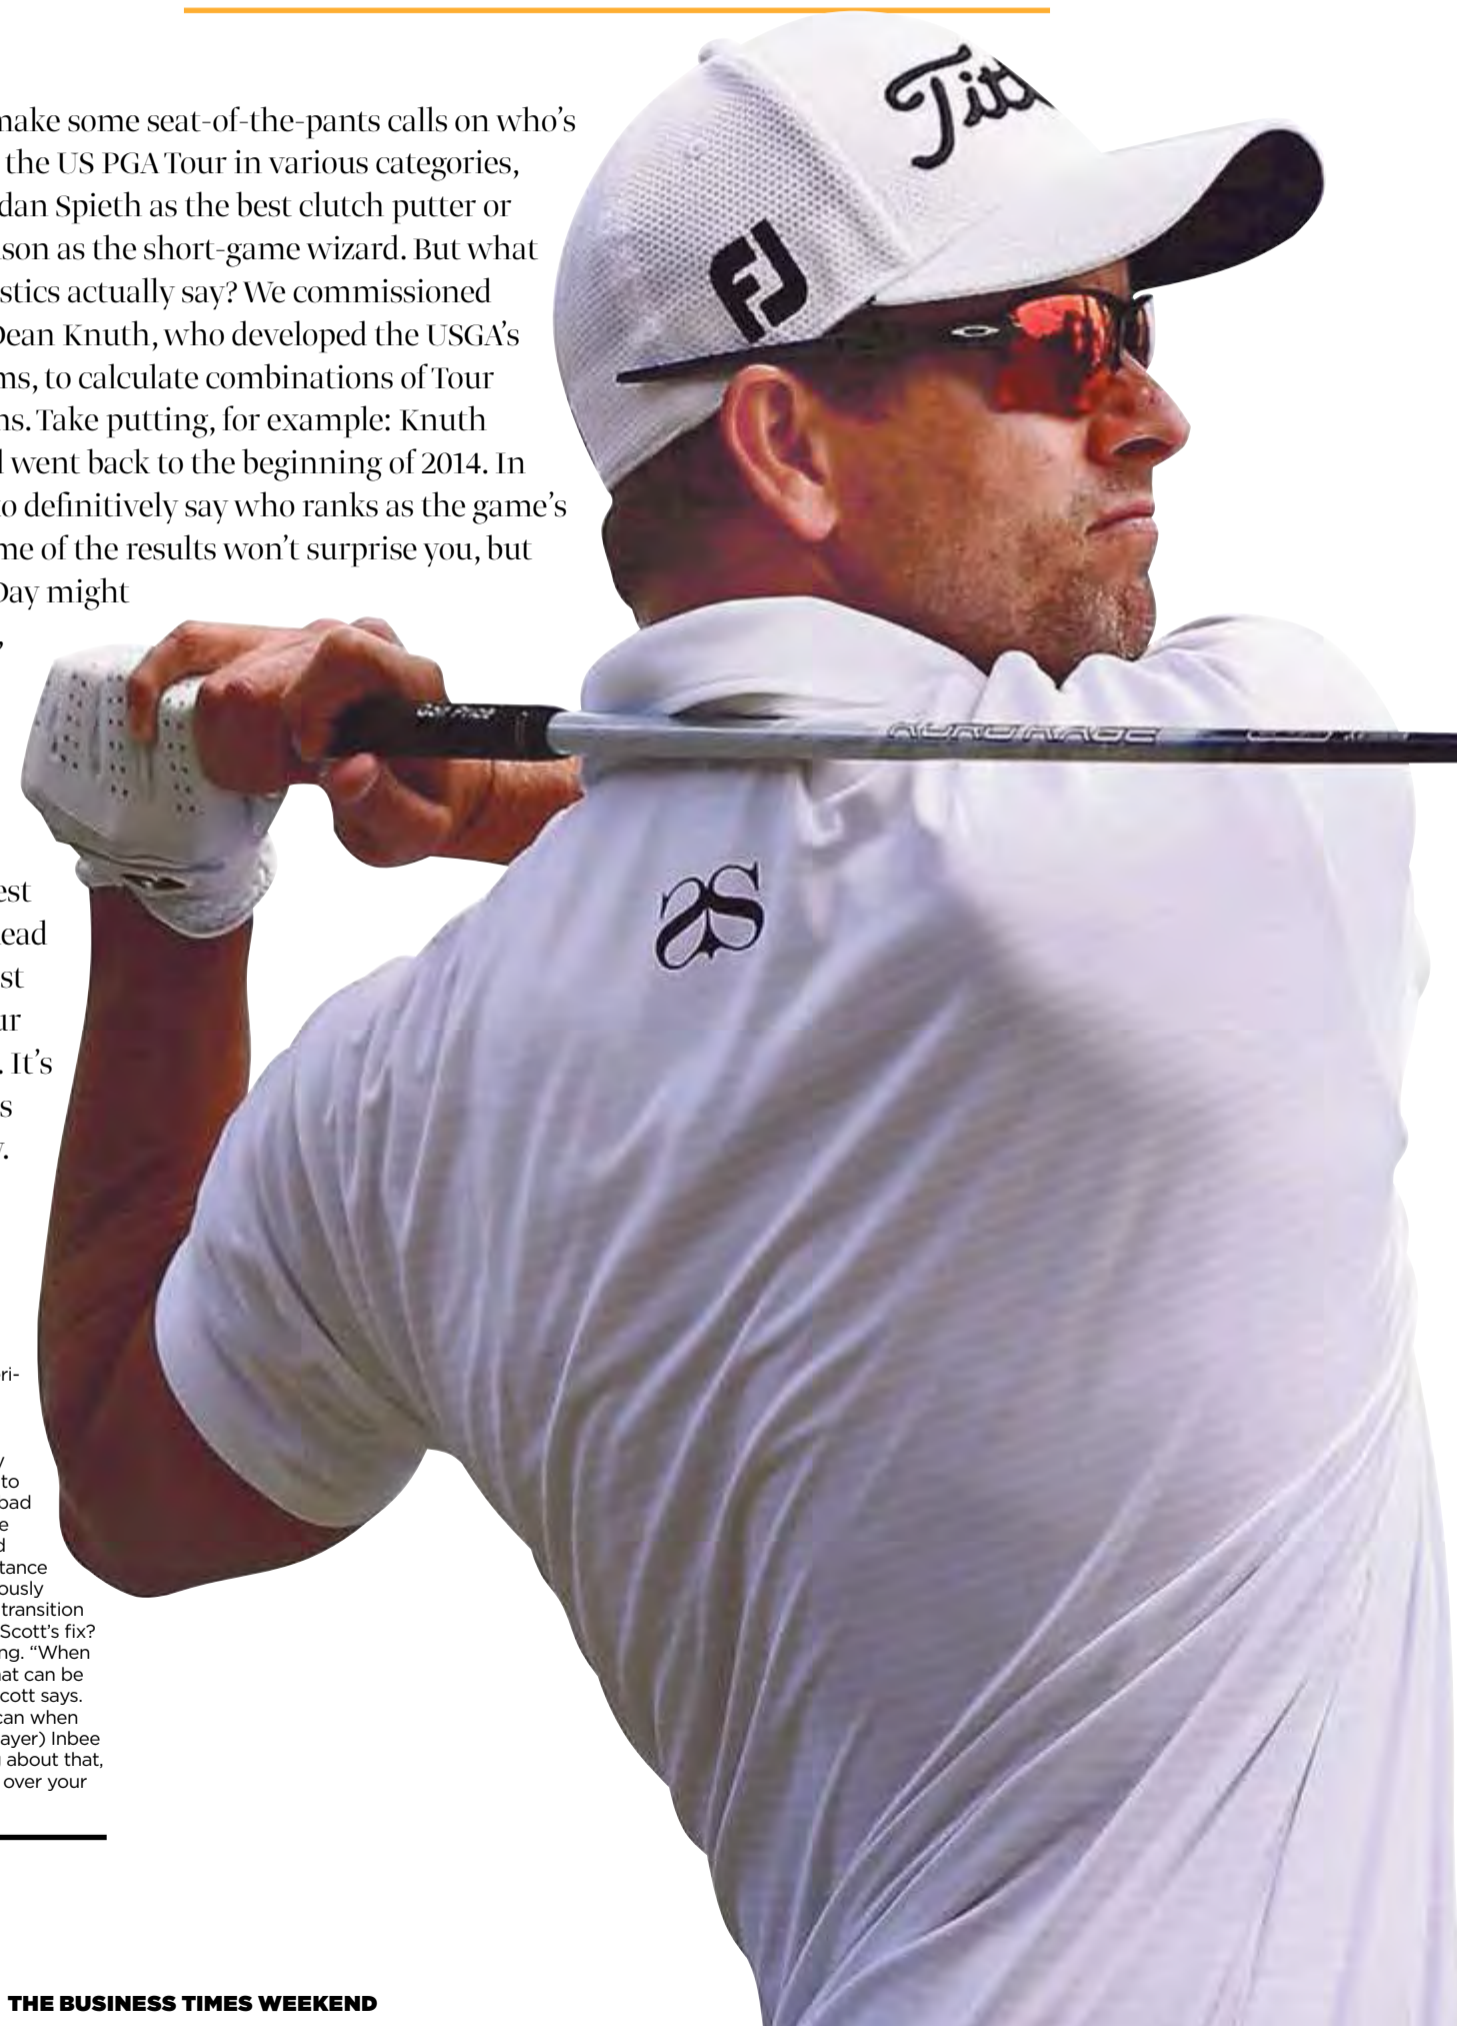 make some seat-of-the-pants calls on who's
the US PGA Tour in various categories,
dan Spieth as the best clutch putter or
son as the short-game wizard. But what
stics actually say? We commissioned
Dean Knuth, who developed the USGA's
ms, to calculate combinations of Tour
ns. Take putting, for example: Knuth
went back to the beginning of 2014. In
to definitively say who ranks as the game's
me of the results won't surprise you, but
Day might
est
ead
st
ur
. It's
s
y.
ri-
y
to
bad
e
d
tance
ously
transition
Scott's fix?
ng. "When
hat can be
cott says.
can when
ayer) Inbee
about that,
over your
THE BUSINESS TIMES WEEKEND
Titl
FJ